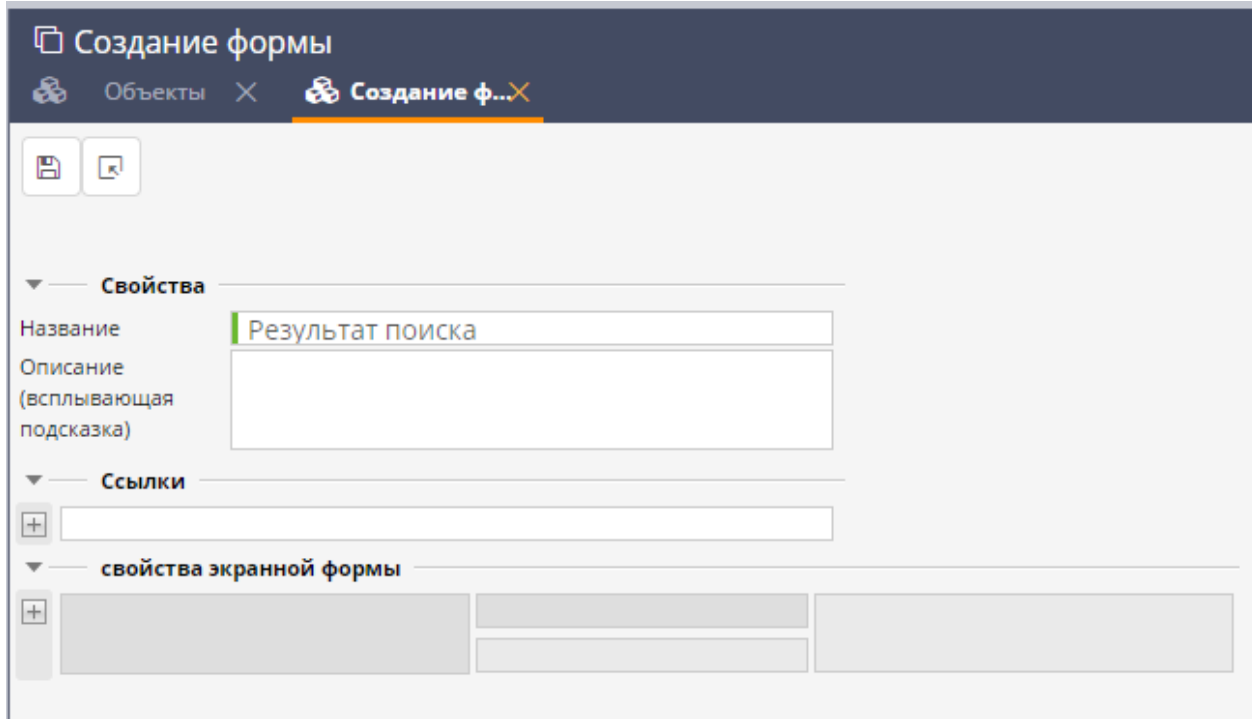 Создание формы
Объекты
Создание ф...
Свойства
Название
Результат поиска
Описание
(всплывающая
подсказка)
Ссылки
свойства экранной формы